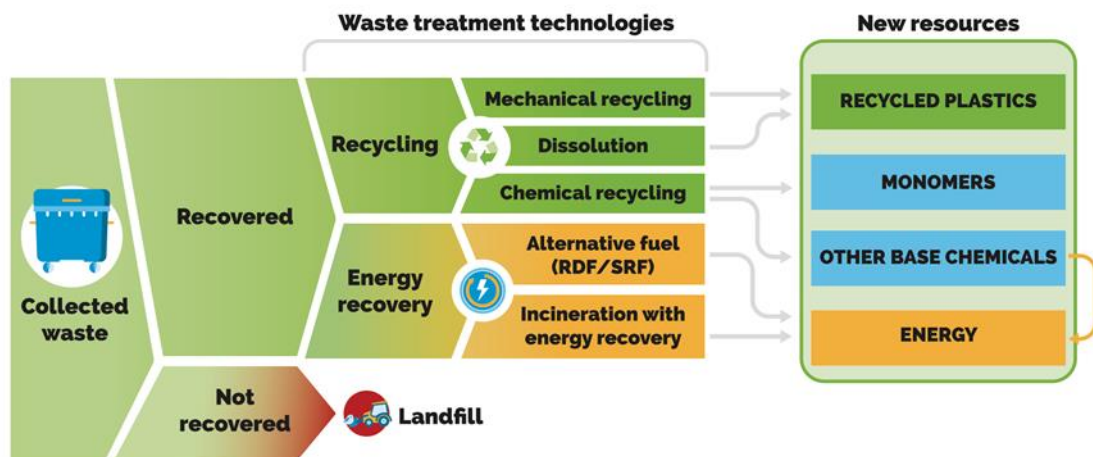 Waste treatment technologies
New resources
Collected
waste
Recovered
Not
recovered
Landfill
Recycling
Energy
recovery
Mechanical recycling
Dissolution
Chemical recycling
Alternative fuel
(RDF/SRF)
Incineration with
energy recovery
RECYCLED PLASTICS
MONOMERS
OTHER BASE CHEMICALS
ENERGY